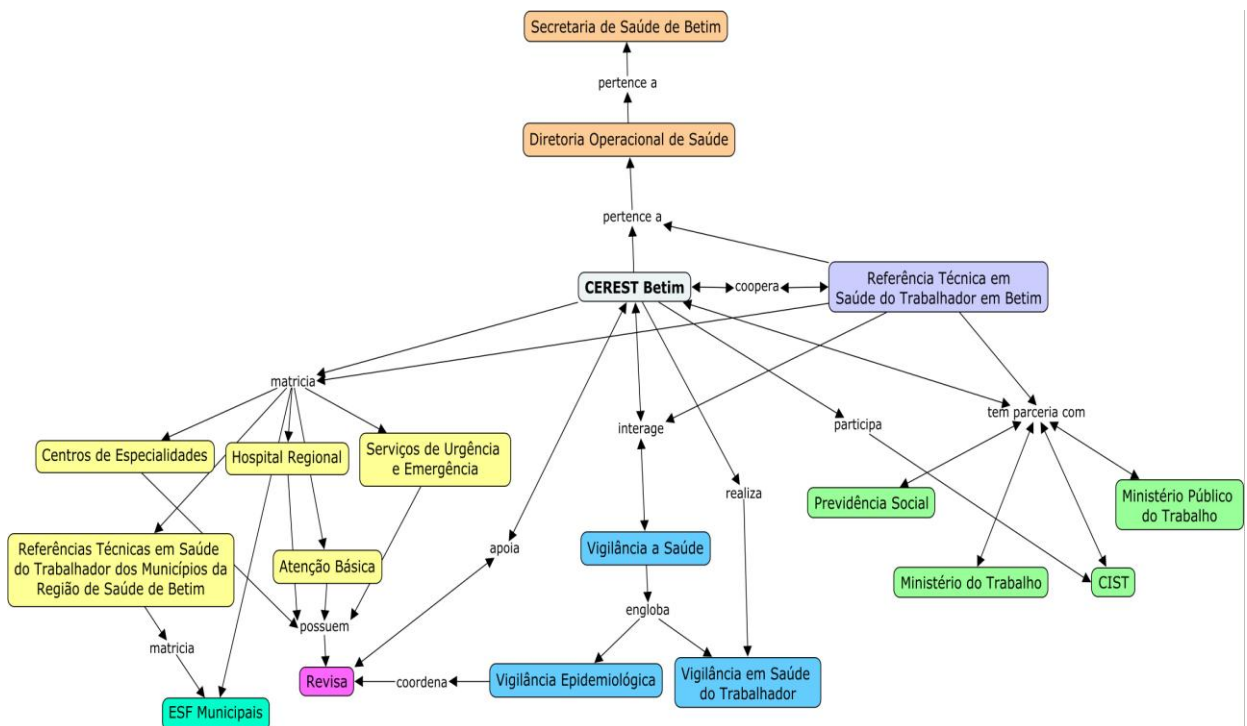 Secretaria de Saúde de Betim
pertence a
Diretoria Operacional de Saúde
pertence a
CEREST Betim
coopera
Referência Técnica em
Saúde do Trabalhador em Betim
matricia
interage
participa
tem parceria com
Centros de Especialidades
Hospital Regional
Serviços de Urgência
e Emergência
realiza
Previdência Social
Ministério Público
do Trabalho
Referências Técnicas em Saúde
do Trabalhador dos Municípios da
Região de Saúde de Betim
Atenção Básica
apoia
Vigilância a Saúde
Ministério do Trabalho
CIST
possuem
engloba
matricia
Revisa
coordena
Vigilância Epidemiológica
Vigilância em Saúde
do Trabalhador
ESF Municipais